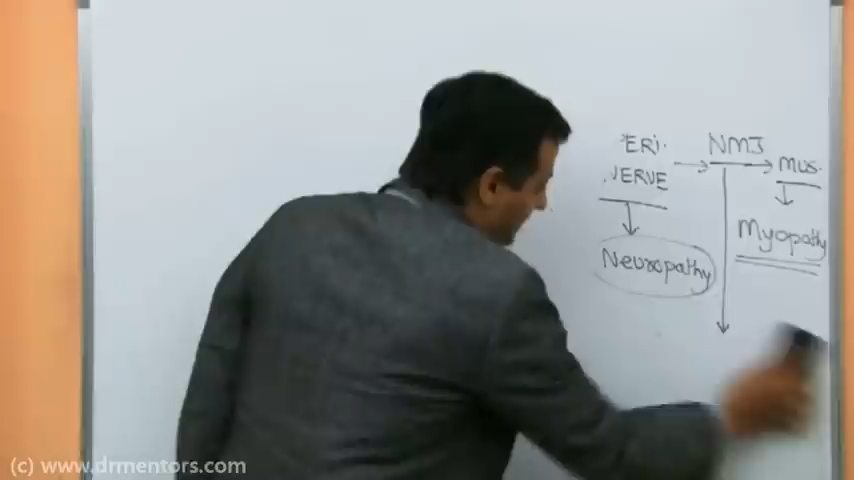 NMJ
ERI.
MUS.
NERVE
Myopathy
Neuropathy
(c) www.drmentors.com